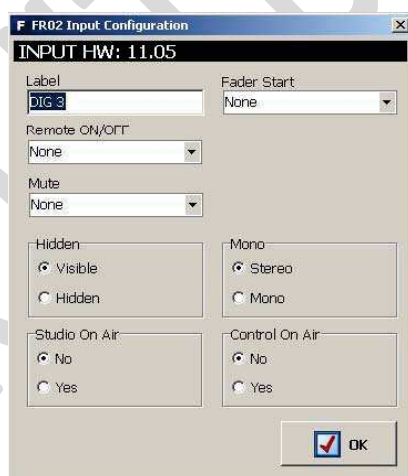 F FR02 Input Configuration
INPUT HW: 11.05
Label
DIG 3
Fader Start
None
Remote ON/OFF
None
Mute
None
Hidden
Visible
Hidden
Mono
Stereo
Mono
Studio On Air
No
Yes
Control On Air
No
Yes
OK